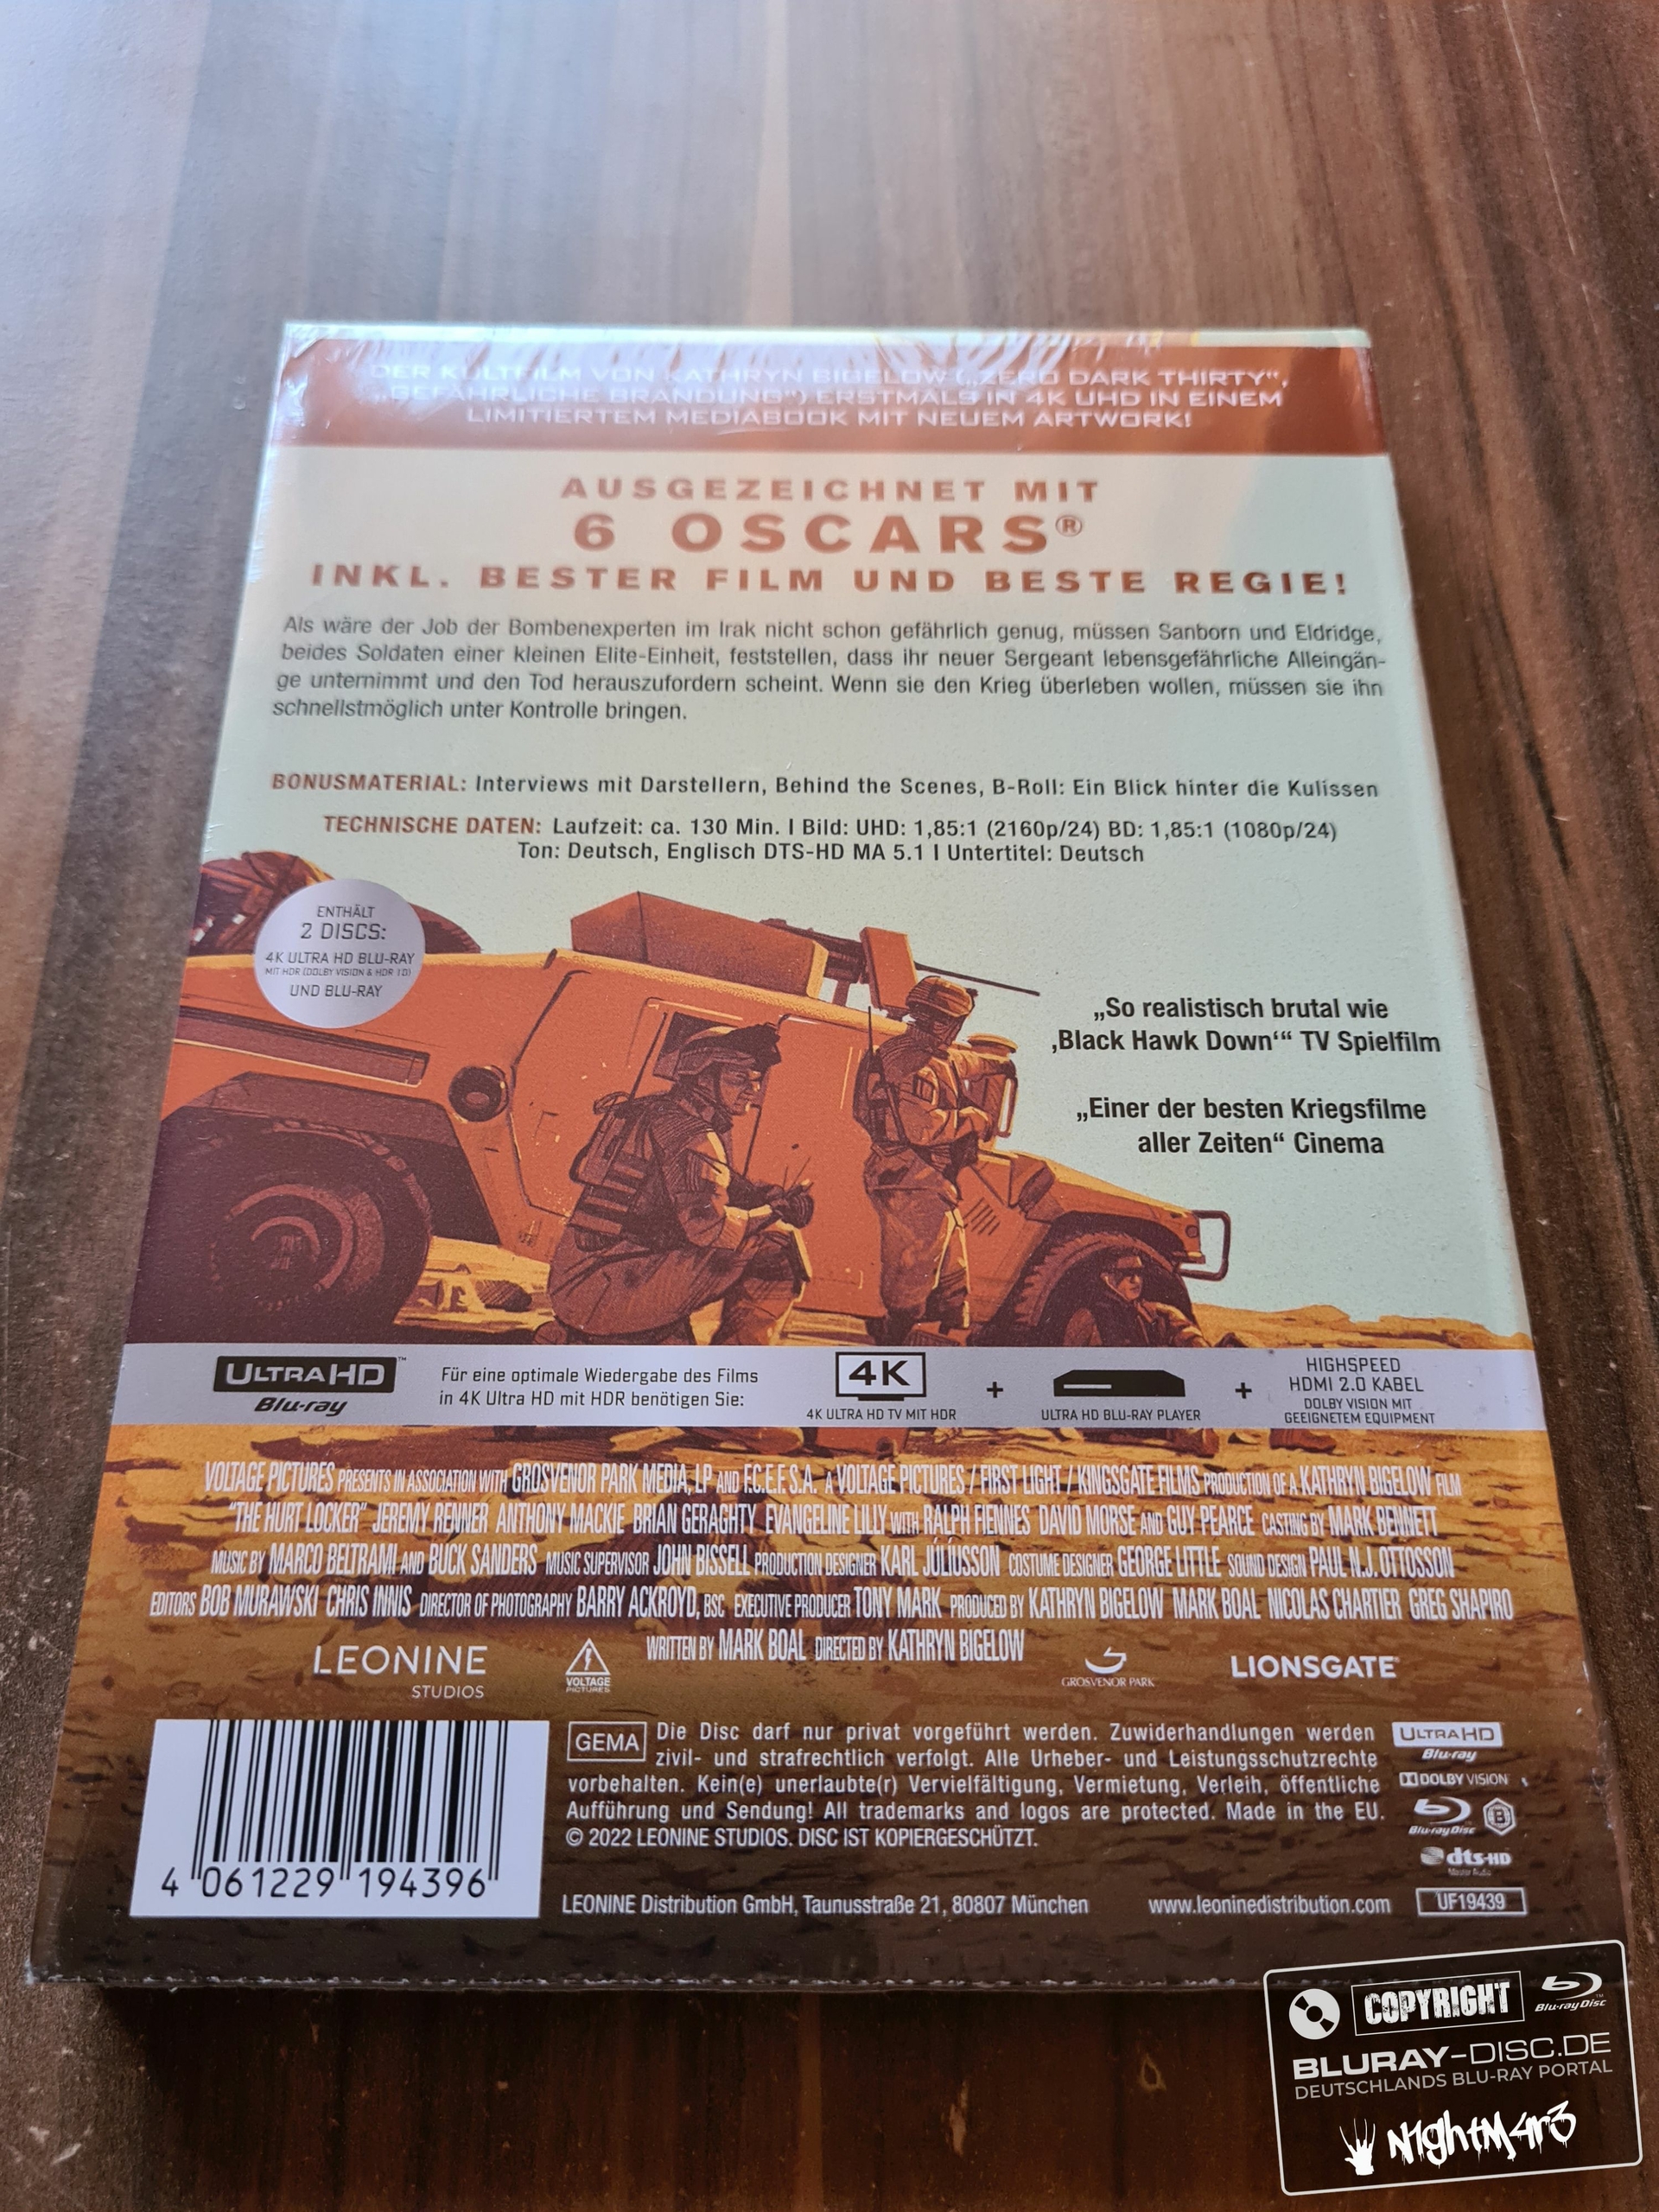 DER KULTFILM VON KATHRYN BIGELOW („ZERO DARK THIRTY“,
„GEFÄHRLICHE BRANDUNG“) ERSTMALS IN 4K UHD IN EINEM
LIMITIERTEM MEDIABOOK MIT NEUEM ARTWORK!
AUSGEZEICHNET MIT
6 OSCARS®
INKL. BESTER FILM UND BESTE REGIE!
Als wäre der Job der Bombenexperten im Irak nicht schon gefährlich genug, müssen Sanborn und Eldridge,
beides Soldaten einer kleinen Elite-Einheit, feststellen, dass ihr neuer Sergeant lebensgefährliche Alleingän-
ge unternimmt und den Tod herauszufordern scheint. Wenn sie den Krieg überleben wollen, müssen sie ihn
schnellstmöglich unter Kontrolle bringen.
BONUSMATERIAL: Interviews mit Darstellern, Behind the Scenes, B-Roll: Ein Blick hinter die Kulissen
TECHNISCHE DATEN: Laufzeit: ca. 130 Min. I Bild: UHD: 1,85:1 (2160p/24) BD: 1,85:1 (1080p/24)
Ton: Deutsch, Englisch DTS-HD MA 5.1 I Untertitel: Deutsch
ENTHÄLT
2 DISCS:
4K ULTRA HD BLU-RAY
MIT HDR (DOLBY VISION & HDR 10)
UND BLU-RAY
„So realistisch brutal wie
‚Black Hawk Down‘“ TV Spielfilm
„Einer der besten Kriegsfilme
aller Zeiten“ Cinema
ULTRA HD™
Blu-ray
Für eine optimale Wiedergabe des Films
in 4K Ultra HD mit HDR benötigen Sie:
4K
4K ULTRA HD TV MIT HDR
+
ULTRA HD BLU-RAY PLAYER
+
HIGHSPEED
HDMI 2.0 KABEL
DOLBY VISION MIT
GEEIGNETEM EQUIPMENT
VOLTAGE PICTURES PRESENTS IN ASSOCIATION WITH GROSVENOR PARK MEDIA, LP AND F.C.E.F.S.A. A VOLTAGE PICTURES / FIRST LIGHT / KINGSGATE FILMS PRODUCTION OF A KATHRYN BIGELOW FILM
"THE HURT LOCKER" JEREMY RENNER ANTHONY MACKIE BRIAN GERAGHTY EVANGELINE LILLY WITH RALPH FIENNES DAVID MORSE AND GUY PEARCE CASTING BY MARK BENNETT
MUSIC BY MARCO BELTRAMI AND BUCK SANDERS MUSIC SUPERVISOR JOHN BISSELL PRODUCTION DESIGNER KARL JÚLÍUSSON COSTUME DESIGNER GEORGE LITTLE SOUND DESIGN PAUL N.J. OTTOSSON
EDITORS BOB MURAWSKI CHRIS INNIS DIRECTOR OF PHOTOGRAPHY BARRY ACKROYD, BSC EXECUTIVE PRODUCER TONY MARK PRODUCED BY KATHRYN BIGELOW MARK BOAL NICOLAS CHARTIER GREG SHAPIRO
WRITTEN BY MARK BOAL DIRECTED BY KATHRYN BIGELOW
LEONINE
STUDIOS
VOLTAGE
PICTURES
GROSVENOR PARK
LIONSGATE
GEMA
Die Disc darf nur privat vorgeführt werden. Zuwiderhandlungen werden
zivil- und strafrechtlich verfolgt. Alle Urheber- und Leistungsschutzrechte
vorbehalten. Kein(e) unerlaubte(r) Vervielfältigung, Vermietung, Verleih, öffentliche
Aufführung und Sendung! All trademarks and logos are protected. Made in the EU.
© 2022 LEONINE STUDIOS. DISC IST KOPIERGESCHÜTZT.
ULTRA HD
Blu-ray
DOLBY VISION
Blu-ray Disc
B
dts-HD
Master Audio
4 061229 194396
LEONINE Distribution GmbH, Taunusstraße 21, 80807 München
www.leoninedistribution.com
UF19439
COPYRIGHT
Blu-ray Disc™
BLURAY-DISC.DE
DEUTSCHLANDS BLU-RAY PORTAL
N1ghtM4r3